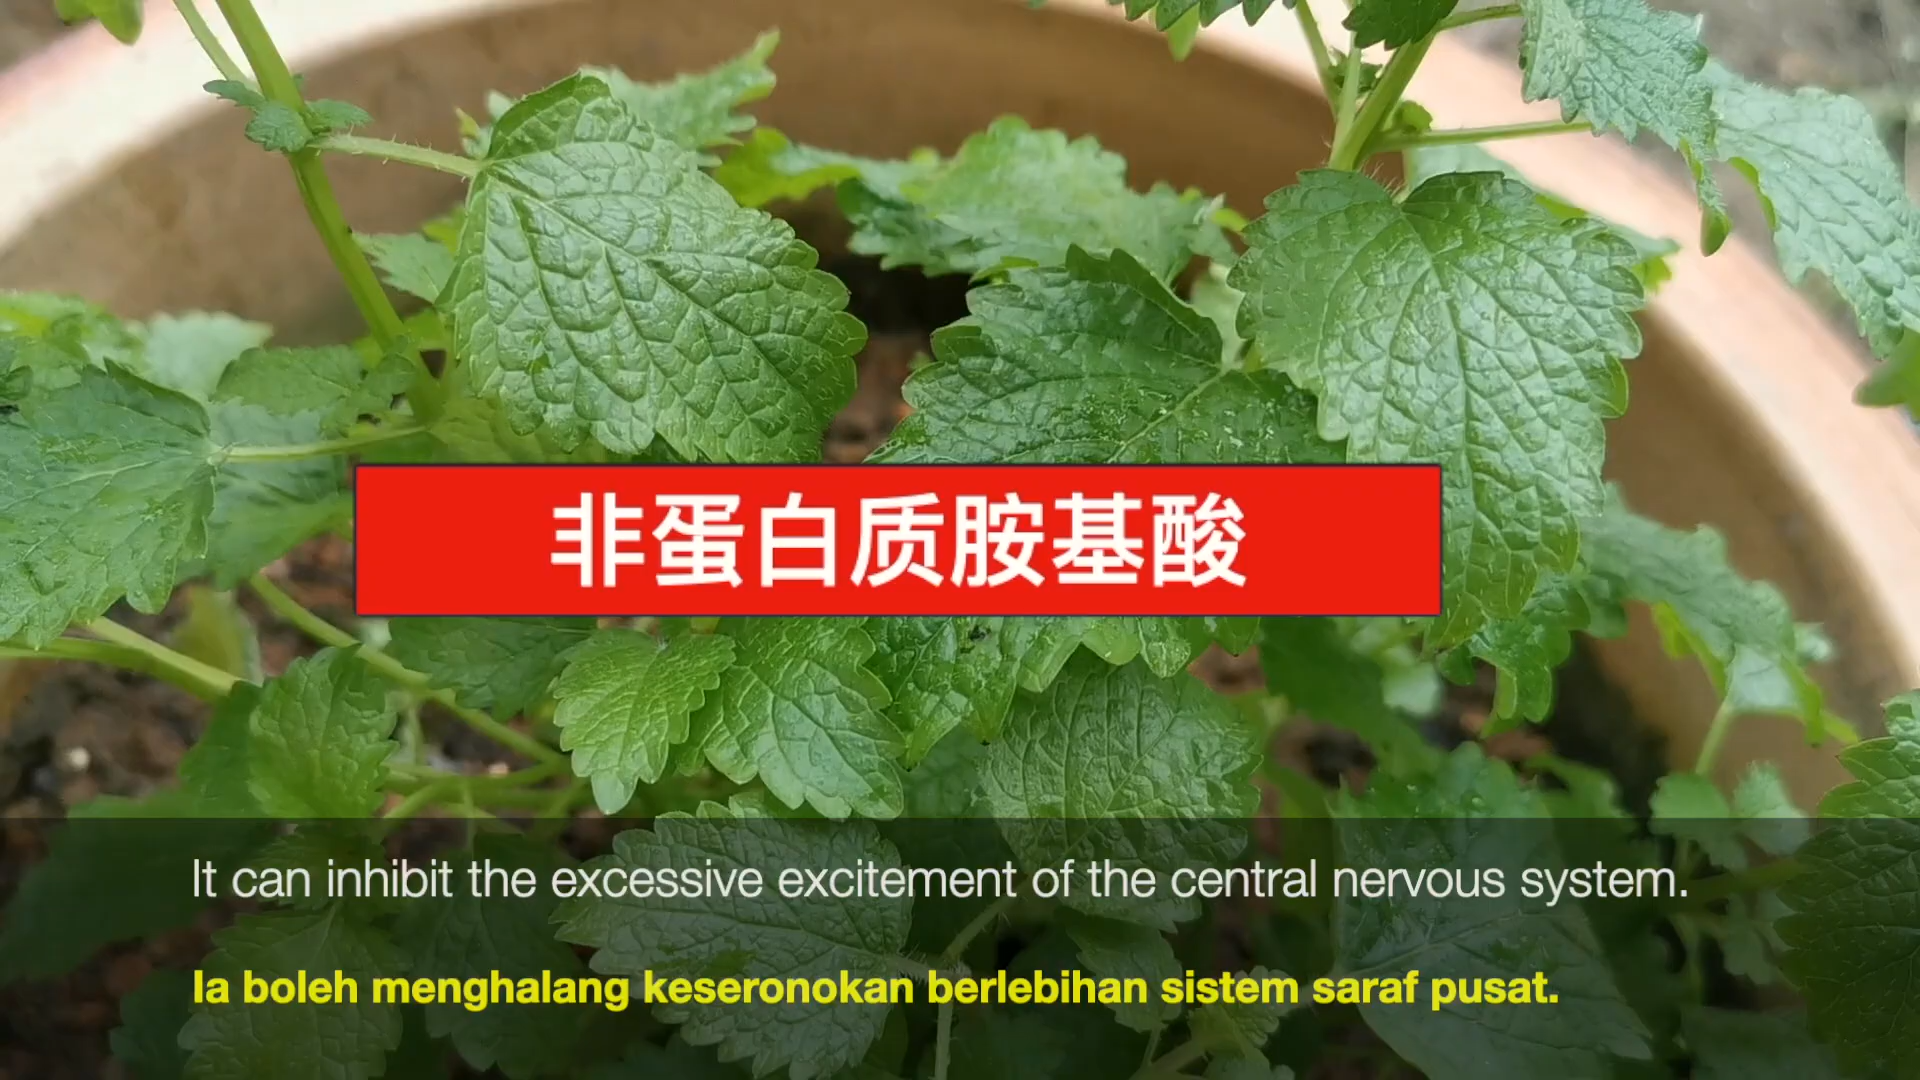 非蛋白质胺基酸
It can inhibit the excessive excitement of the central nervous system.
Ia boleh menghalang keseronokan berlebihan sistem saraf pusat.